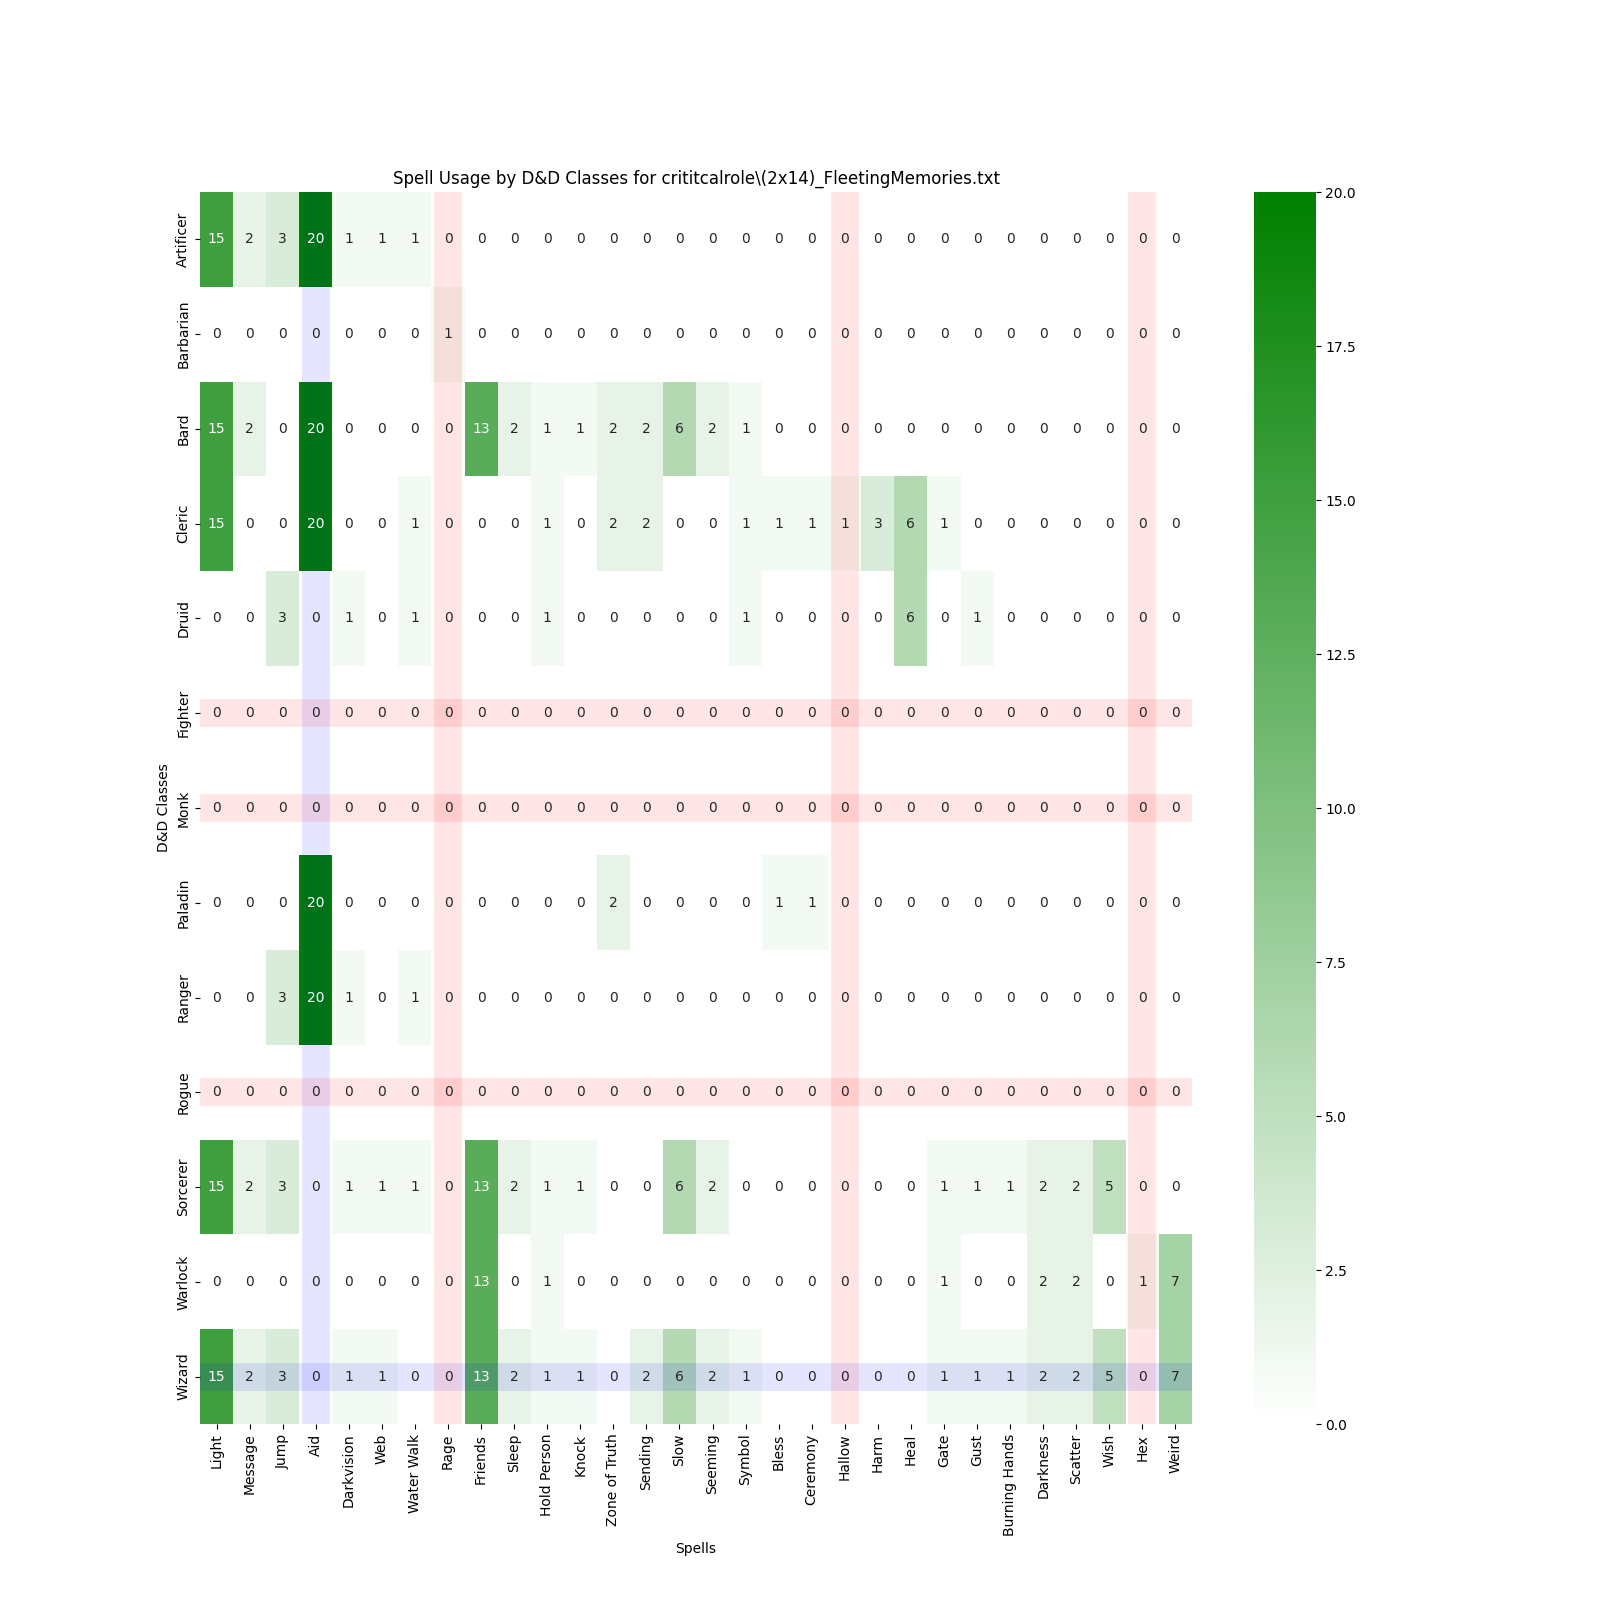 Spell Usage by D&D Classes for crititcalrole\(2x14)_FleetingMemories.txt
D&D Classes
Artificer 15 2 3 20 1 1 1 0 0 0 0 0 0 0 0 0 0 0 0 0 0 0 0 0 0 0 0 0 0 0
Barbarian 0 0 0 0 0 0 0 1 0 0 0 0 0 0 0 0 0 0 0 0 0 0 0 0 0 0 0 0 0 0
Bard 15 2 0 20 0 0 0 0 13 2 1 1 2 2 6 2 1 0 0 0 0 0 0 0 0 0 0 0 0 0
Cleric 15 0 0 20 0 0 1 0 0 0 1 0 2 2 0 0 1 1 1 1 3 6 1 0 0 0 0 0 0 0
Druid 0 0 3 0 1 0 1 0 0 0 1 0 0 0 0 0 1 0 0 0 0 6 0 1 0 0 0 0 0 0
Fighter 0 0 0 0 0 0 0 0 0 0 0 0 0 0 0 0 0 0 0 0 0 0 0 0 0 0 0 0 0 0
Monk 0 0 0 0 0 0 0 0 0 0 0 0 0 0 0 0 0 0 0 0 0 0 0 0 0 0 0 0 0 0
Paladin 0 0 0 20 0 0 0 0 0 0 0 0 2 0 0 0 0 1 1 0 0 0 0 0 0 0 0 0 0 0
Ranger 0 0 3 20 1 0 1 0 0 0 0 0 0 0 0 0 0 0 0 0 0 0 0 0 0 0 0 0 0 0
Rogue 0 0 0 0 0 0 0 0 0 0 0 0 0 0 0 0 0 0 0 0 0 0 0 0 0 0 0 0 0 0
Sorcerer 15 2 3 0 1 1 1 0 13 2 1 1 0 0 6 2 0 0 0 0 0 0 1 1 1 2 2 5 0 0
Warlock 0 0 0 0 0 0 0 0 13 0 1 0 0 0 0 0 0 0 0 0 0 0 1 0 0 2 2 0 1 7
Wizard 15 2 3 0 1 1 0 0 13 2 1 1 0 2 6 2 1 0 0 0 0 0 1 1 1 2 2 5 0 7
Light
Message
Jump
Aid
Darkvision
Web
Water Walk
Rage
Friends
Sleep
Hold Person
Knock
Zone of Truth
Sending
Slow
Seeming
Symbol
Bless
Ceremony
Hallow
Harm
Heal
Gate
Gust
Burning Hands
Darkness
Scatter
Wish
Hex
Weird
Spells
20.0
17.5
15.0
12.5
10.0
7.5
5.0
2.5
0.0